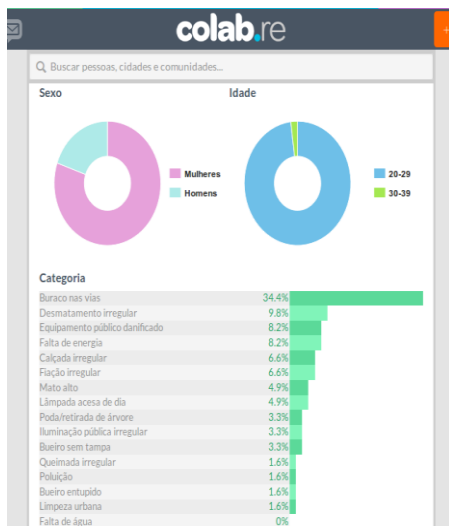 colab.re
+
Buscar pessoas, cidades e comunidades...
Sexo
Idade
Mulheres
Homens
20-29
30-39
Categoria
Buraco nas vias 34.4%
Desmatamento irregular 9.8%
Equipamento público danificado 8.2%
Falta de energia 8.2%
Calçada irregular 6.6%
Fiação irregular 6.6%
Mato alto 4.9%
Lâmpada acesa de dia 4.9%
Poda/retirada de árvore 3.3%
Iluminação pública irregular 3.3%
Bueiro sem tampa 3.3%
Queimada irregular 1.6%
Poluição 1.6%
Bueiro entupido 1.6%
Limpeza urbana 1.6%
Falta de água 0%